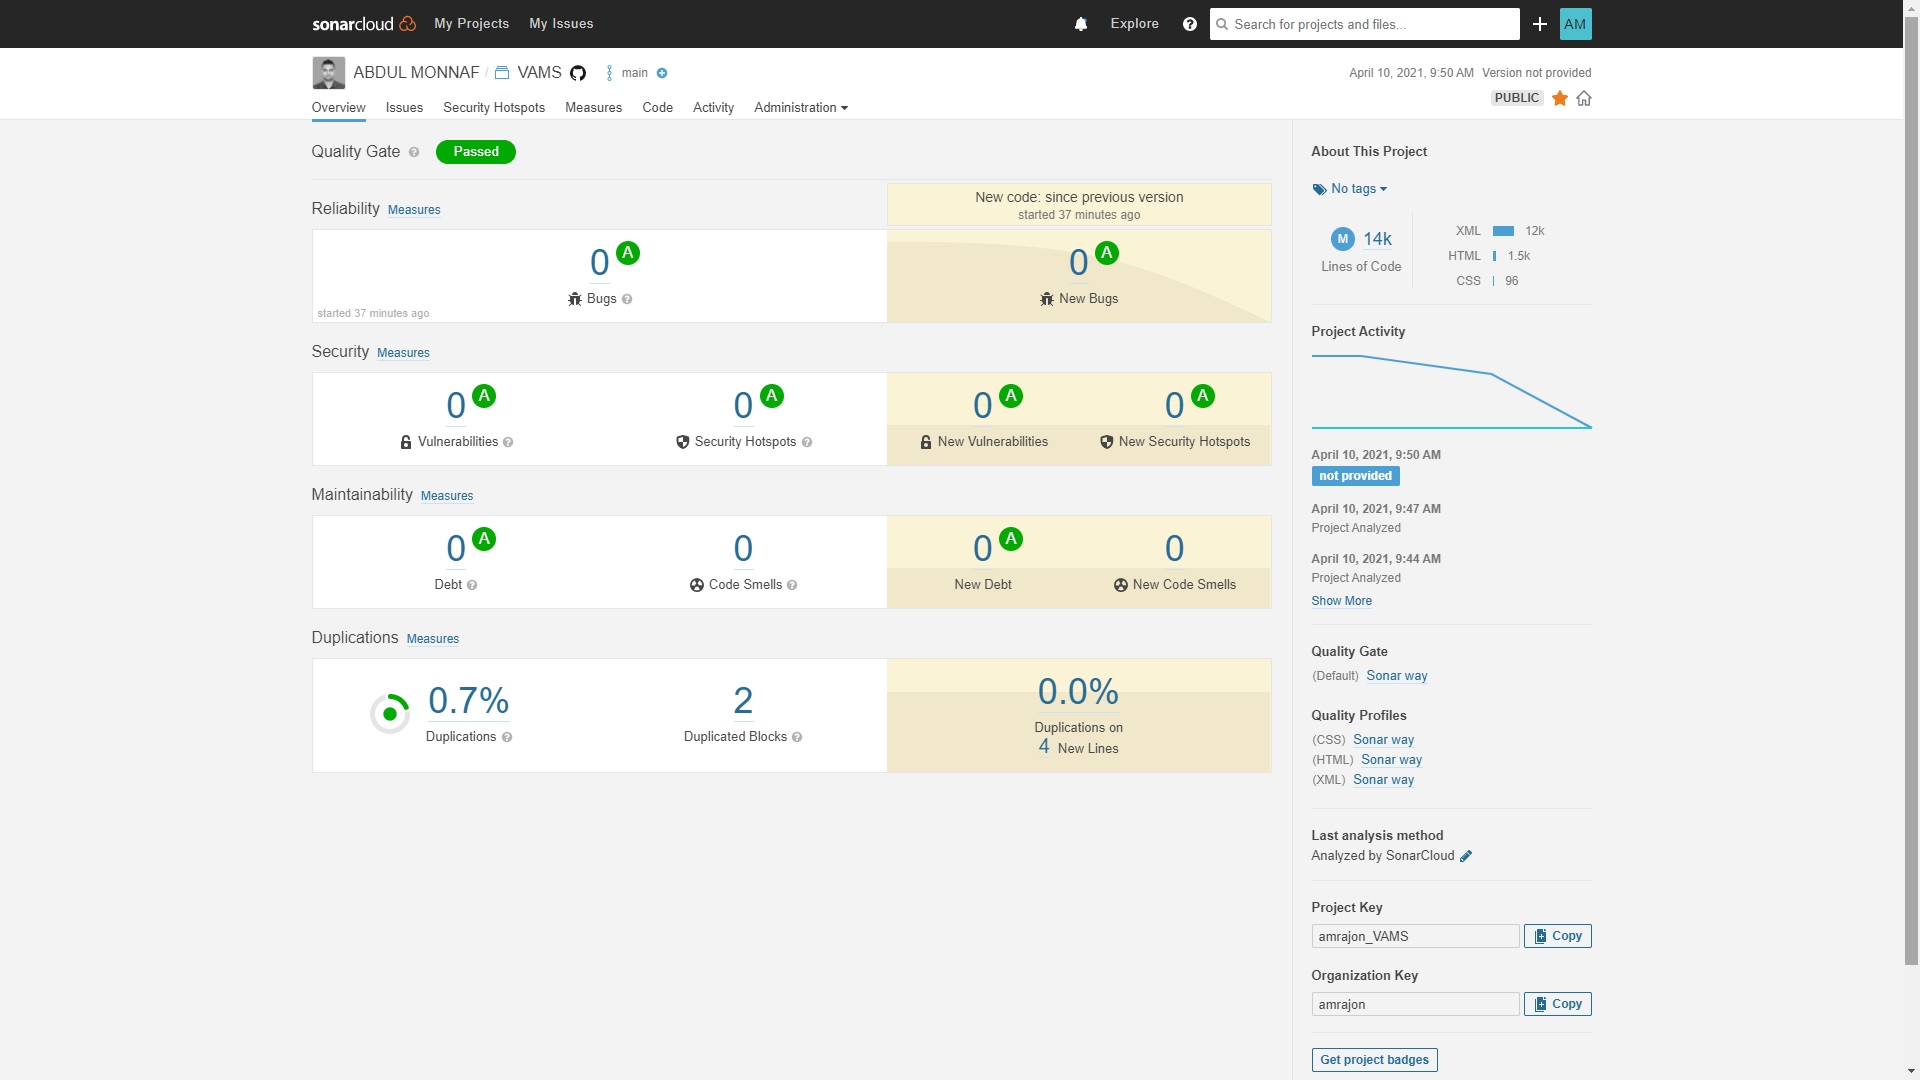 sonarcloud My Projects My Issues Explore Search for projects and files... AM
ABDUL MONNAF / VAMS main April 10, 2021, 9:50 AM Version not provided
PUBLIC
Overview Issues Security Hotspots Measures Code Activity Administration
Quality Gate Passed
New code: since previous version
started 37 minutes ago
Reliability Measures
0 A
Bugs
started 37 minutes ago
0 A
New Bugs
Security Measures
0 A
Vulnerabilities
0 A
Security Hotspots
0 A
New Vulnerabilities
0 A
New Security Hotspots
Maintainability Measures
0 A
Debt
0
Code Smells
0 A
New Debt
0
New Code Smells
Duplications Measures
0.7%
Duplications
2
Duplicated Blocks
0.0%
Duplications on
4 New Lines
About This Project
No tags
M 14k
Lines of Code
XML 12k
HTML 1.5k
CSS 96
Project Activity
April 10, 2021, 9:50 AM
not provided
April 10, 2021, 9:47 AM
Project Analyzed
April 10, 2021, 9:44 AM
Project Analyzed
Show More
Quality Gate
(Default) Sonar way
Quality Profiles
(CSS) Sonar way
(HTML) Sonar way
(XML) Sonar way
Last analysis method
Analyzed by SonarCloud
Project Key
amrajon_VAMS Copy
Organization Key
amrajon Copy
Get project badges